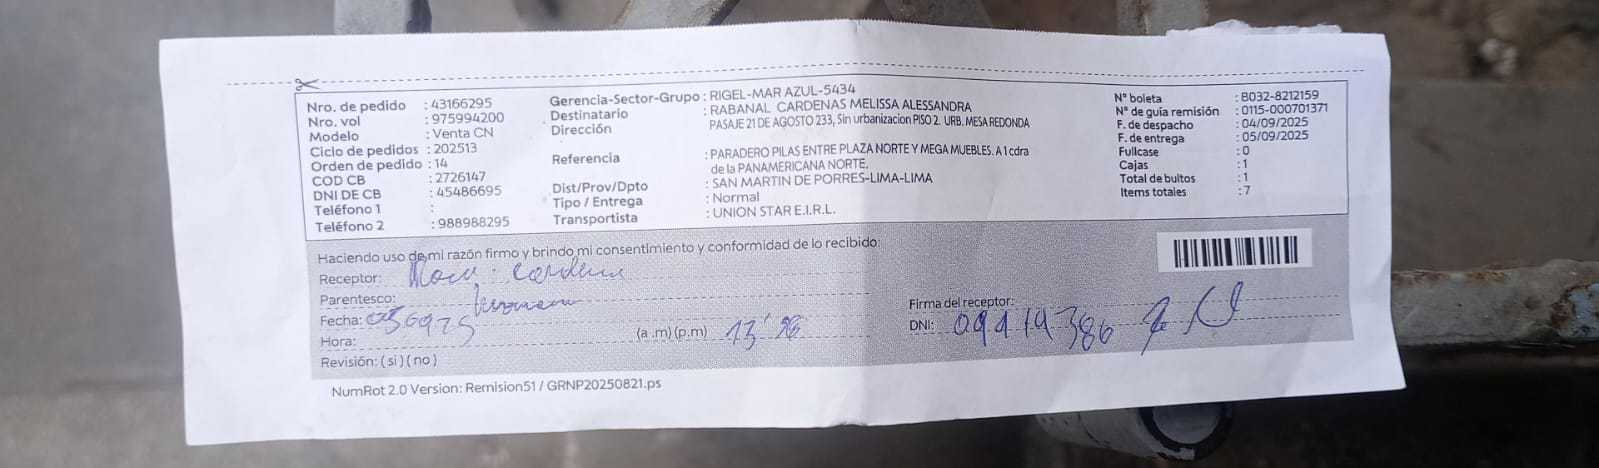 Nro. de pedido : 43166295
Nro. vol : 975994200
Modelo : Venta CN
Ciclo de pedidos : 202513
Orden de pedido : 14
COD CB : 2726147
DNI DE CB : 45486695
Teléfono 1 :
Teléfono 2 : 988988295
Gerencia-Sector-Grupo : RIGEL-MAR AZUL-5434
Destinatario : RABANAL CARDENAS MELISSA ALESSANDRA
Dirección PASAJE 21 DE AGOSTO 233, Sin urbanizacion PISO 2. URB. MESA REDONDA
Referencia : PARADERO PILAS ENTRE PLAZA NORTE Y MEGA MUEBLES. A 1 cdra
de la PANAMERICANA NORTE.
Dist/Prov/Dpto : SAN MARTIN DE PORRES-LIMA-LIMA
Tipo / Entrega : Normal
Transportista : UNION STAR E.I.R.L.
N° boleta : B032-8212159
N° de guía remisión : 0115-000701371
F. de despacho : 04/09/2025
F. de entrega : 05/09/2025
Fullcase : 0
Cajas : 1
Total de bultos : 1
Items totales : 7
Haciendo uso de mi razón firmo y brindo mi consentimiento y conformidad de lo recibido:
Receptor:
Parentesco:
Fecha:
Hora: (a .m) (p.m) 13
Revisión: ( si ) ( no )
Firma del receptor:
DNI:
NumRot 2.0 Version: Remision51 / GRNP20250821.ps